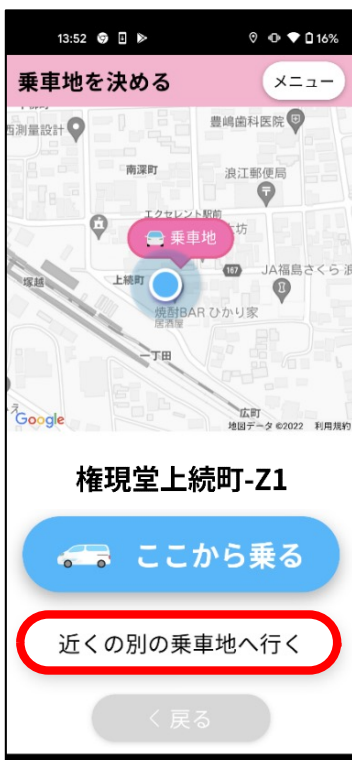 13:52
16%
乗車地を決める
メニュー
西測量設計
豊嶋歯科医院
南深町
浪江郵便局
エクセレント駅前
乗車地
167
上続町
塚越
JA福島さくら 浪
焼酎BAR ひかり家
居酒屋
一丁田
広町
Google
地図データ ©2022 利用規約
権現堂上続町-Z1
ここから乗る
近くの別の乗車地へ行く
く 戻る